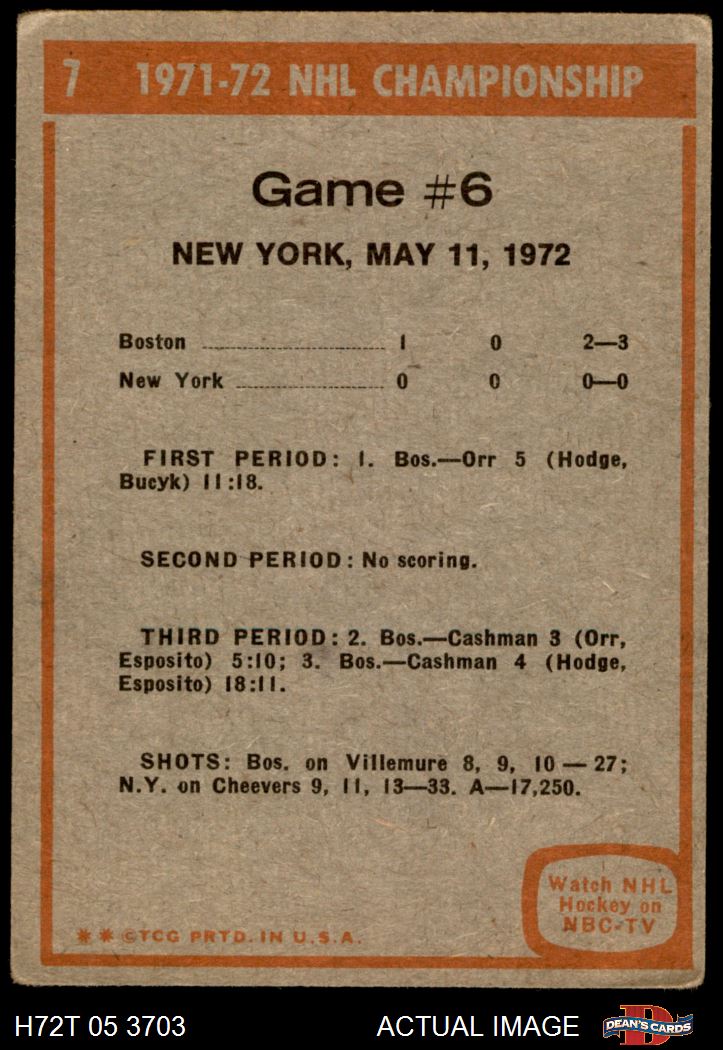 7 1971-72 NHL CHAMPIONSHIP
Game #6
NEW YORK, MAY 11, 1972
Boston ........................ 1 0 2—3
New York .................... 0 0 0—0
FIRST PERIOD: 1. Bos.—Orr 5 (Hodge,
Bucyk) 11:18.
SECOND PERIOD: No scoring.
THIRD PERIOD: 2. Bos.—Cashman 3 (Orr,
Esposito) 5:10; 3. Bos.—Cashman 4 (Hodge,
Esposito) 18:11.
SHOTS: Bos. on Villemure 8, 9, 10 — 27;
N.Y. on Cheevers 9, 11, 13—33. A—17,250.
Watch NHL
Hockey on
NBC-TV
** ©TCG PRTD. IN U.S.A.
H72T 05 3703 ACTUAL IMAGE D DEAN'S CARDS